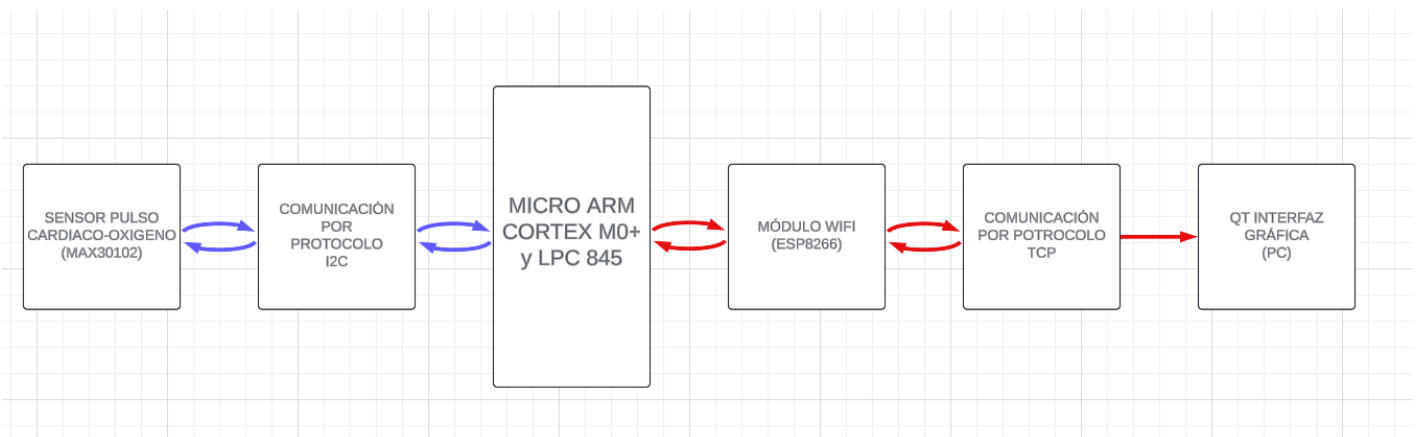 SENSOR PULSO
CARDIACO-OXIGENO
(MAX30102)
COMUNICACIÓN
POR
PROTOCOLO
I2C
MICRO ARM
CORTEX M0+
y LPC 845
MÓDULO WIFI
(ESP8266)
COMUNICACIÓN
POR POTROCOLO
TCP
QT INTERFAZ
GRÁFICA
(PC)